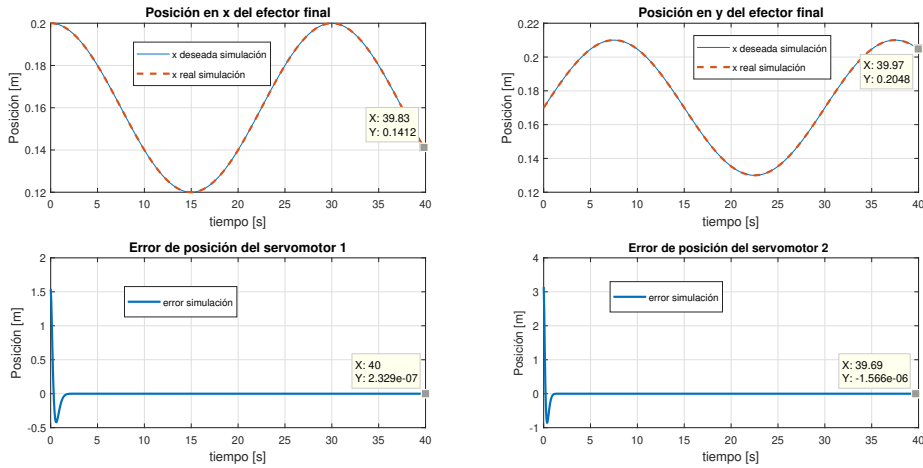 Posición en x del efector final
0.2
0.18
0.16
0.14
0.12
Posición [m]
x deseada simulación
x real simulación
X: 39.83
Y: 0.1412
0 5 10 15 20 25 30 35 40
tiempo [s]
Posición en y del efector final
0.22
0.2
0.18
0.16
0.14
0.12
Posición [m]
x deseada simulación
x real simulación
X: 39.97
Y: 0.2048
0 5 10 15 20 25 30 35 40
tiempo [s]
Error de posición del servomotor 1
2
1.5
1
0.5
0
-0.5
Posición [m]
error simulación
X: 40
Y: 2.329e-07
0 5 10 15 20 25 30 35 40
tiempo [s]
Error de posición del servomotor 2
4
3
2
1
0
-1
Posición [m]
error simulación
X: 39.69
Y: -1.566e-06
0 5 10 15 20 25 30 35 40
tiempo [s]